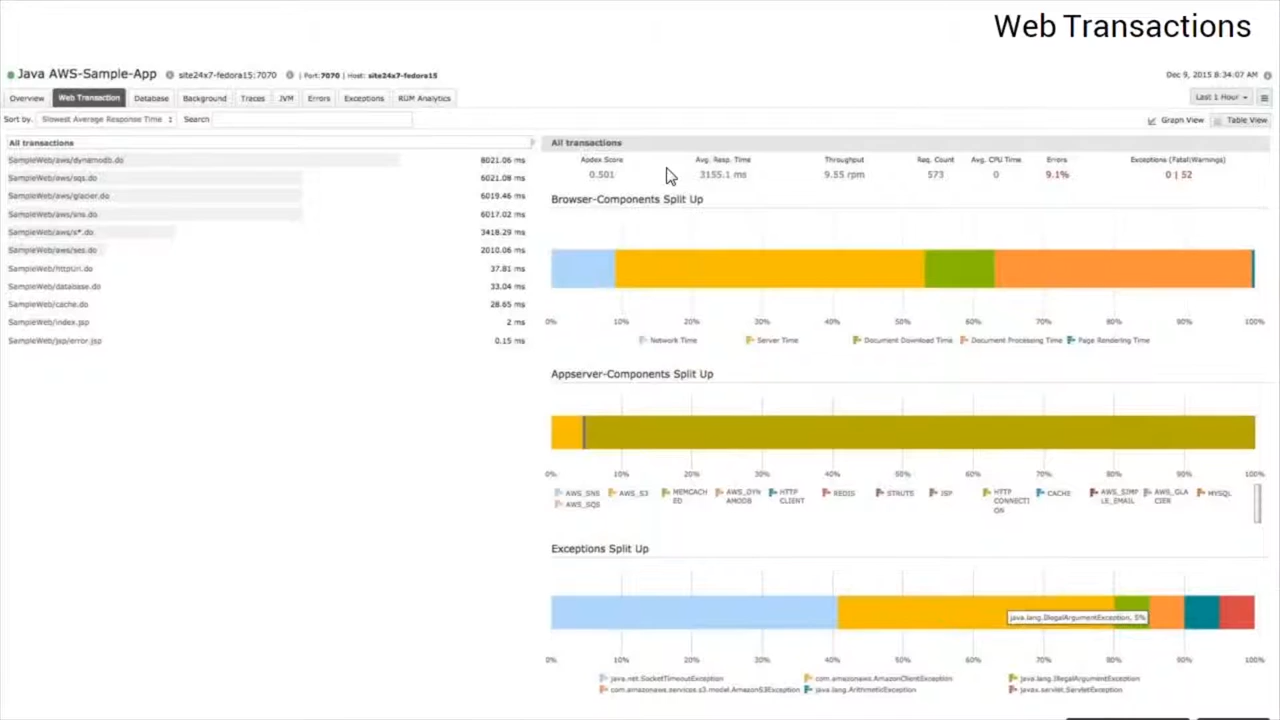 Web Transactions
Java AWS-Sample-App site24x7-fedora15:7070 | Port:7070 | Host: site24x7-fedora15
Dec 9, 2015 8:34:07 AM
Overview Web Transaction Database Background Traces JVM Errors Exceptions RUM Analytics
Last 1 Hour
Sort by. Slowest Average Response Time Search
Graph View Table View
All transactions
SampleWeb/aws/dynamodb.do 8021.06 ms
SampleWeb/aws/sqs.do 6021.08 ms
SampleWeb/aws/glacier.do 6019.46 ms
SampleWeb/aws/sns.do 6017.02 ms
SampleWeb/aws/s*.do 3418.29 ms
SampleWeb/aws/ses.do 2010.06 ms
SampleWeb/httpurl.do 37.81 ms
SampleWeb/database.do 33.04 ms
SampleWeb/cache.do 28.65 ms
SampleWeb/index.jsp 2 ms
SampleWeb/jsp/error.jsp 0.15 ms
All transactions
Apdex Score Avg. Resp. Time Throughput Req. Count Avg. CPU Time Errors Exceptions (Fatal|Warnings)
0.501 3155.1 ms 9.55 rpm 573 0 9.1% 0 | 52
Browser-Components Split Up
0% 10% 20% 30% 40% 50% 60% 70% 80% 90% 100%
Network Time Server Time Document Download Time Document Processing Time Page Rendering Time
Appserver-Components Split Up
0% 10% 20% 30% 40% 50% 60% 70% 80% 90% 100%
AWS_SNS AWS_S3 MEMCACH AWS_DYN HTTP REDIS STRUTS JSP HTTP CACHE AWS_SIMP AWS_GLA MYSQL
ED AMODB CLIENT CONNECTI LE_EMAIL CIER
AWS_SQS ON
Exceptions Split Up
java.lang.IllegalArgumentException, 5%
0% 10% 20% 30% 40% 50% 60% 70% 80% 90% 100%
java.net.SocketTimeoutException com.amazonaws.AmazonClientException java.lang.IllegalArgumentException
com.amazonaws.services.s3.model.AmazonS3Exception java.lang.ArithmeticException javax.servlet.ServletException